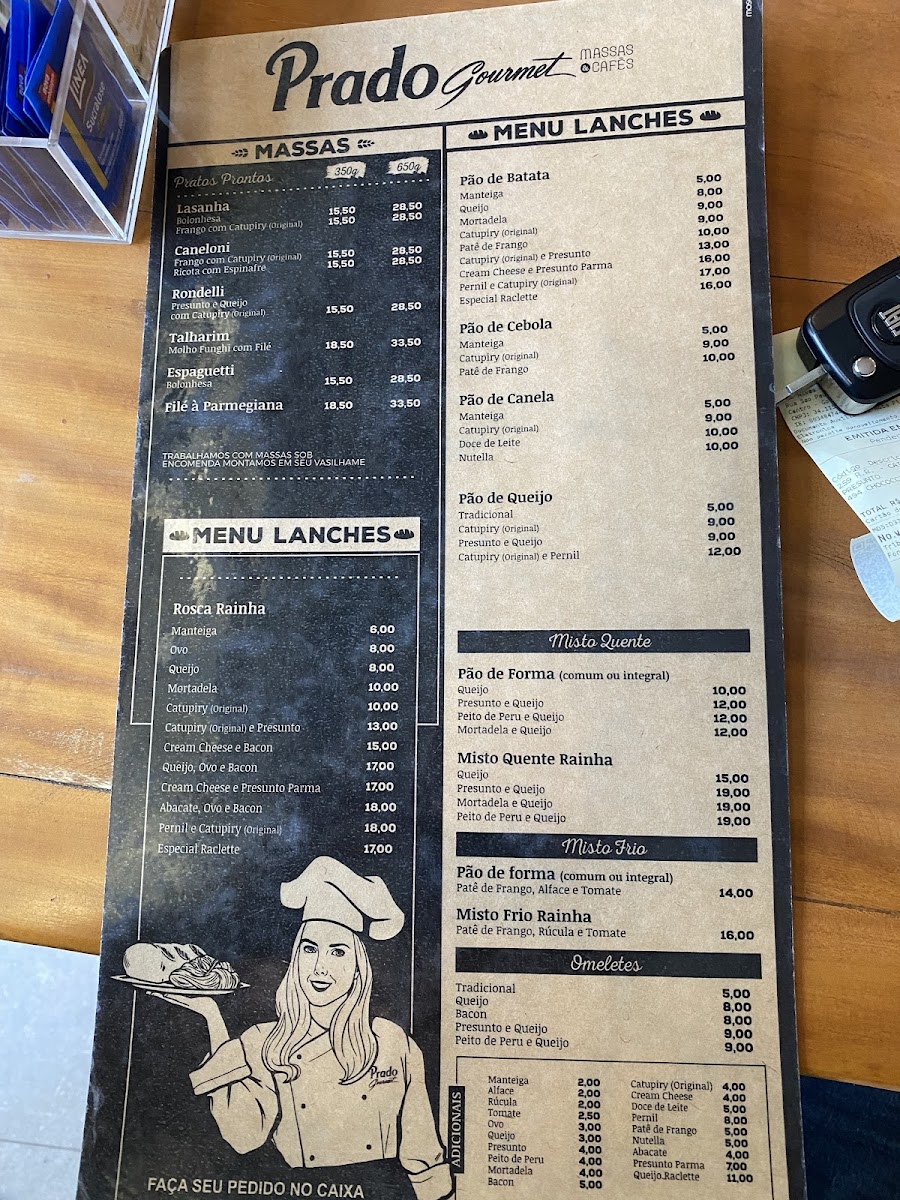 Prado Gourmet MASSAS & CAFÉS
MASSAS
Pratos Prontos 350g 650g
Lasanha
Bolonhesa 15,50 28,50
Frango com Catupiry (Original) 15,50 28,50
Caneloni
Frango com Catupiry (Original) 15,50 28,50
Ricota com Espinafre 15,50 28,50
Rondelli
Presunto e Queijo
com Catupiry (Original) 15,50 28,50
Talharim
Molho Funghi com Filé 18,50 33,50
Espaguetti
Bolonhesa 15,50 28,50
Filé à Parmegiana 18,50 33,50
TRABALHAMOS COM MASSAS SOB
ENCOMENDA MONTAMOS EM SEU VASILHAME
MENU LANCHES
Rosca Rainha
Manteiga 6,00
Ovo 8,00
Queijo 8,00
Mortadela 10,00
Catupiry (Original) 10,00
Catupiry (Original) e Presunto 13,00
Cream Cheese e Bacon 15,00
Queijo, Ovo e Bacon 17,00
Cream Cheese e Presunto Parma 17,00
Abacate, Ovo e Bacon 18,00
Pernil e Catupiry (Original) 18,00
Especial Raclette 17,00
Prado Gourmet
FAÇA SEU PEDIDO NO CAIXA
MENU LANCHES
Pão de Batata
Manteiga 5,00
Queijo 8,00
Mortadela 9,00
Catupiry (Original) 9,00
Patê de Frango 10,00
Catupiry (Original) e Presunto 13,00
Cream Cheese e Presunto Parma 16,00
Pernil e Catupiry (Original) 17,00
Especial Raclette 16,00
Pão de Cebola
Manteiga 5,00
Catupiry (Original) 9,00
Patê de Frango 10,00
Pão de Canela
Manteiga 5,00
Catupiry (Original) 9,00
Doce de Leite 10,00
Nutella 10,00
Pão de Queijo
Tradicional 5,00
Catupiry (Original) 9,00
Presunto e Queijo 9,00
Catupiry (Original) e Pernil 12,00
Misto Quente
Pão de Forma (comum ou integral)
Queijo 10,00
Presunto e Queijo 12,00
Peito de Peru e Queijo 12,00
Mortadela e Queijo 12,00
Misto Quente Rainha
Queijo 15,00
Presunto e Queijo 19,00
Mortadela e Queijo 19,00
Peito de Peru e Queijo 19,00
Misto Frio
Pão de forma (comum ou integral)
Patê de Frango, Alface e Tomate 14,00
Misto Frio Rainha
Patê de Frango, Rúcula e Tomate 16,00
Omeletes
Tradicional 5,00
Queijo 8,00
Bacon 8,00
Presunto e Queijo 9,00
Peito de Peru e Queijo 9,00
ADICIONAIS
Manteiga 2,00
Alface 2,00
Rúcula 2,00
Tomate 2,50
Ovo 3,00
Queijo 3,00
Presunto 4,00
Peito de Peru 4,00
Mortadela 4,00
Bacon 5,00
Catupiry (Original) 4,00
Cream Cheese 4,00
Doce de Leite 5,00
Pernil 8,00
Patê de Frango 5,00
Nutella 5,00
Abacate 4,00
Presunto Parma 7,00
Queijo.Raclette 11,00
Linea
Sucralose
FIAT
EMITIDA EM
PRESUNTO
TOTAL R$